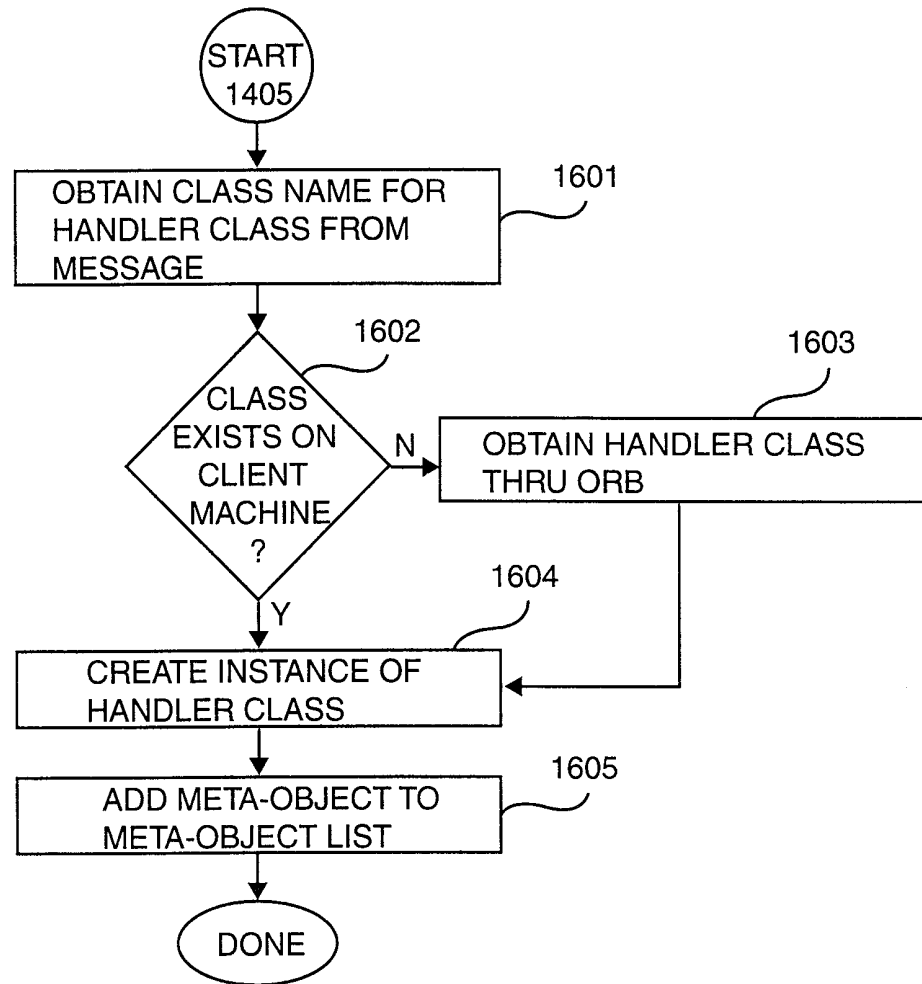 START
1405
OBTAIN CLASS NAME FOR
HANDLER CLASS FROM
MESSAGE
1601
1602
CLASS
EXISTS ON
CLIENT
MACHINE
?
N
1603
OBTAIN HANDLER CLASS
THRU ORB
Y
1604
CREATE INSTANCE OF
HANDLER CLASS
1605
ADD META-OBJECT TO
META-OBJECT LIST
DONE